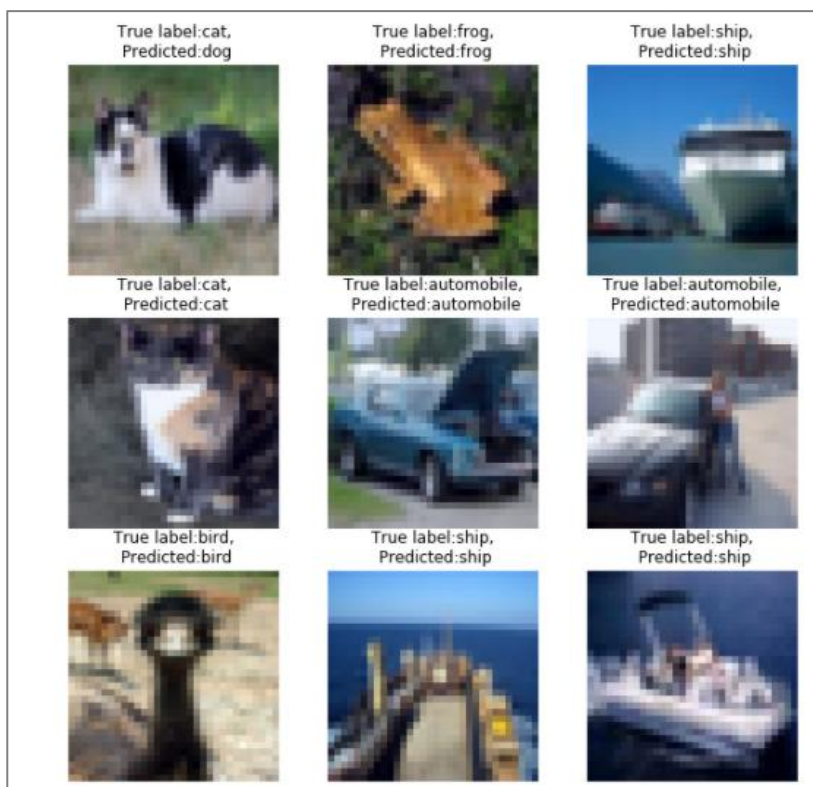 True label:cat,
Predicted:dog
True label:frog,
Predicted:frog
True label:ship,
Predicted:ship
True label:cat,
Predicted:cat
True label:automobile,
Predicted:automobile
True label:automobile,
Predicted:automobile
True label:bird,
Predicted:bird
True label:ship,
Predicted:ship
True label:ship,
Predicted:ship